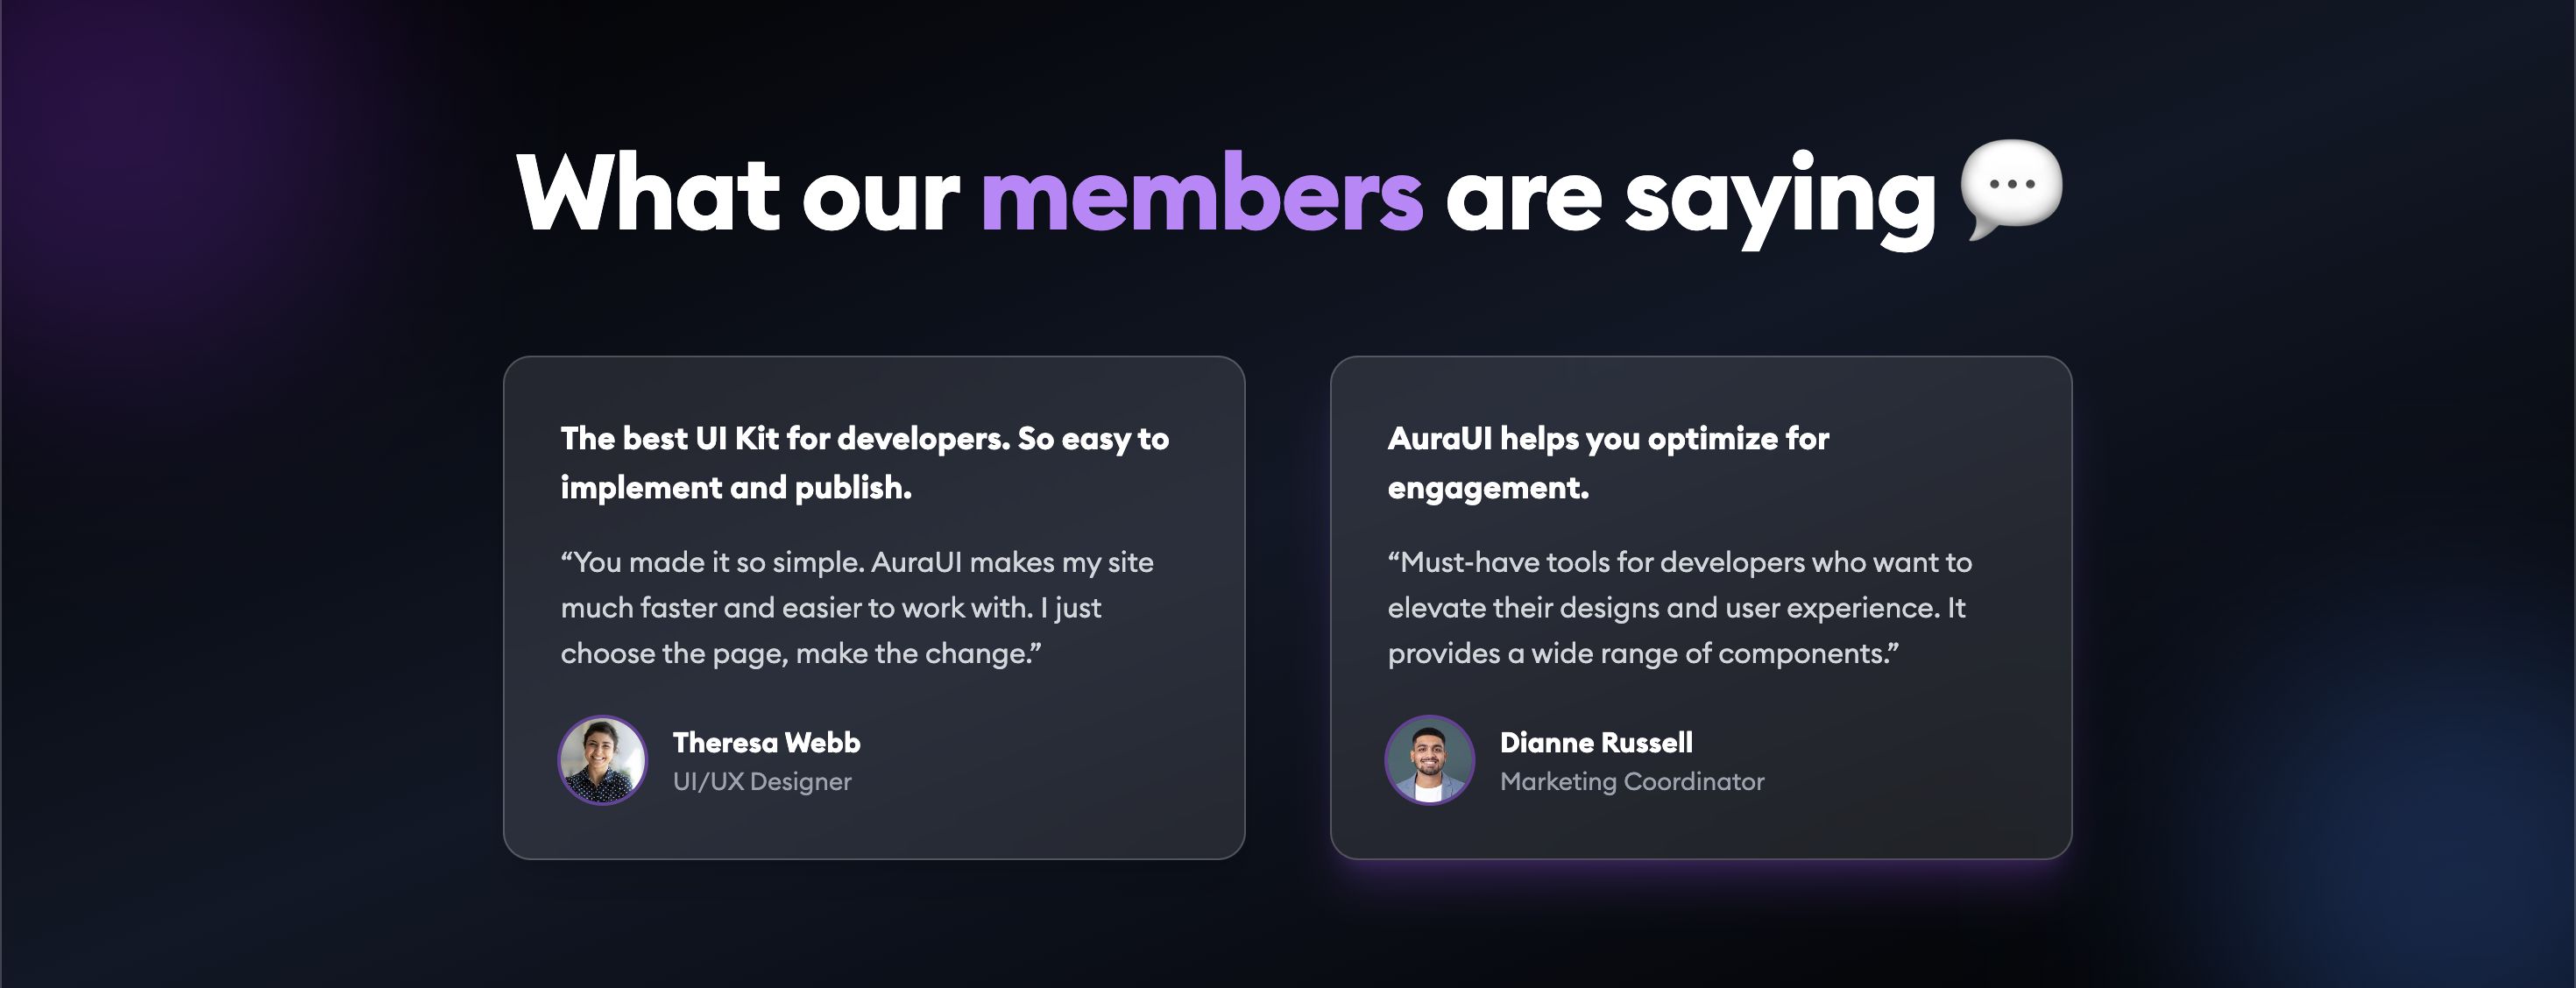 What our members are saying 💬
The best UI Kit for developers. So easy to
implement and publish.
“You made it so simple. AuraUI makes my site
much faster and easier to work with. I just
choose the page, make the change.”
Theresa Webb
UI/UX Designer
AuraUI helps you optimize for
engagement.
“Must-have tools for developers who want to
elevate their designs and user experience. It
provides a wide range of components.”
Dianne Russell
Marketing Coordinator